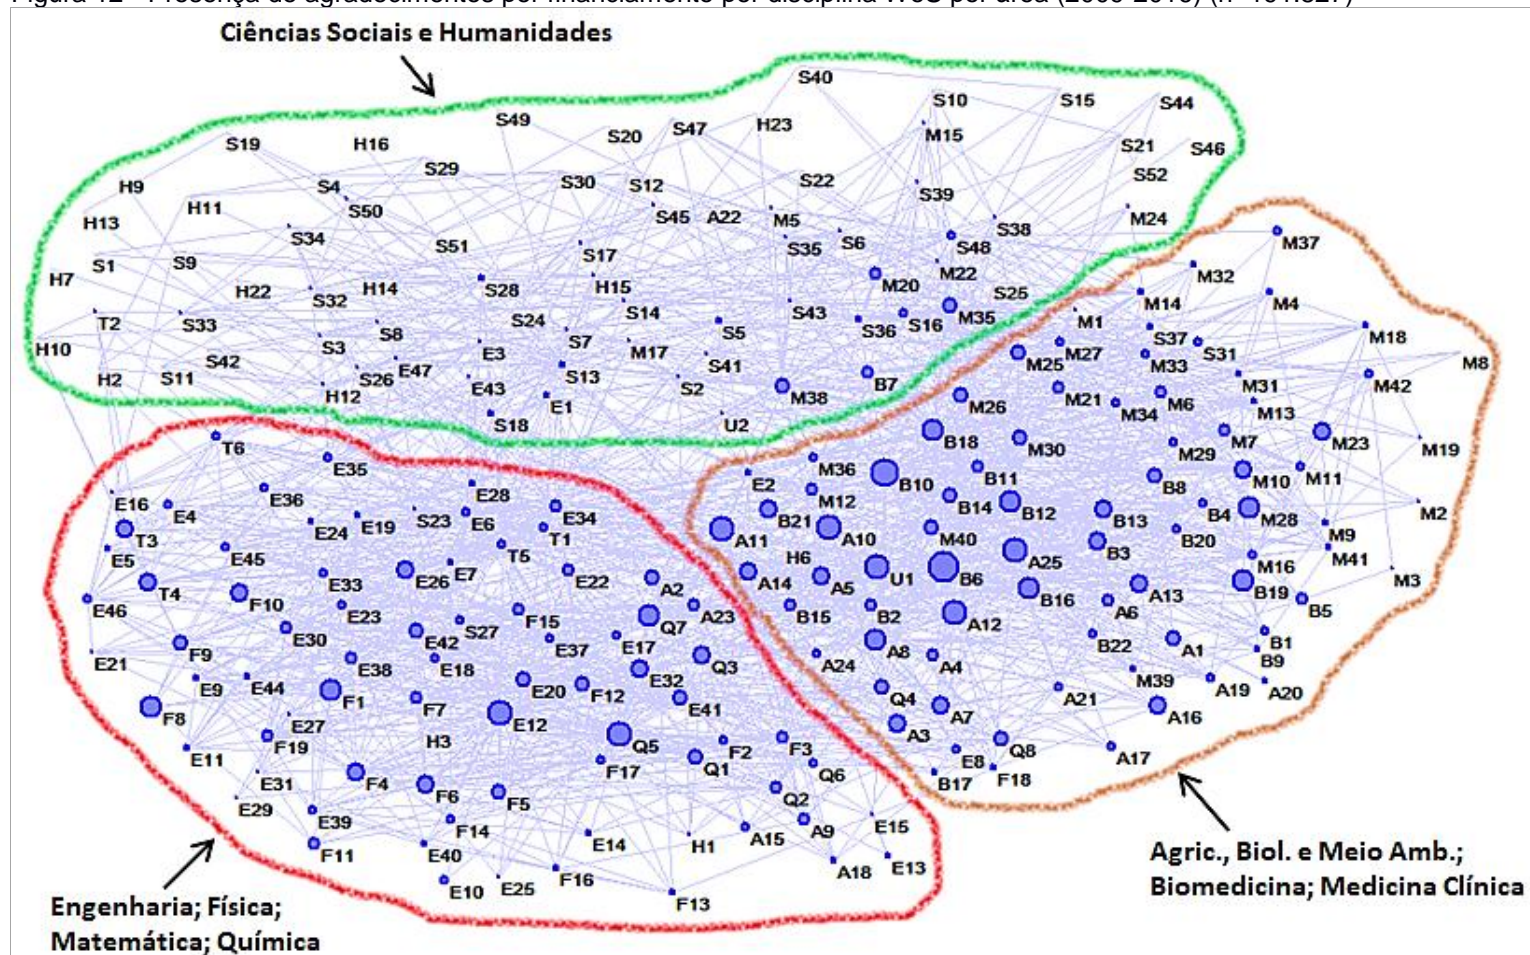 Presença de agradecimentos por financiamento por disciplina WoS por área
Ciências Sociais e Humanidades
S40
S10 S15 S44
S49 S20 S47 H23 M15
S19 H16 S21 S46
S29 S52
H9 S4 S30 S12 S22 S39
H11 S50 S45 A22 M5 M24
H13 S34 S51 S17 S35 S6 S48 S38 M37
H7 S1 S9 M22 M32
H22 S32 H14 S28 H15 M20 S25 M14 M4
T2 S33 S8 S24 S14 S43 S36 S16 M35 M1
H10 S3 E3 S7 M17 S5 S37 M18
S42 E47 S41 M25 M27 M33 S31 M8
H2 S11 S26 E43 S13 S2 B7 M21 M31 M42
H12 E1 M38 M26 M34 M6 M13
S18 U2 B18 M30 M7 M23
T6 E35 M36 M29 M19
E16 E36 E28 E2 M12 B10 B11 B8 M10 M11
E4 E24 E19 S23 E6 E34 B21 B14 B12 B13 B4 M28 M2
T3 T1 A11 A10 M40 B3 B20 M9
E5 E45 T5 H6 A25 M16 M41
T4 E33 E26 E7 E22 A2 A14 A5 U1 B6 B16 A13 B19 M3
E46 F10 E23 F15 A23 B15 B2 A12 A6 B5
E30 E42 S27 Q7 B22 B1
F9 E38 E18 E37 E17 Q3 A24 A8 A4 A1 B9
E21 E9 E44 F1 E20 F12 E32 E41 Q4 M39 A19 A20
F8 E27 F7 E12 A3 A7 A21 A16
F19 H3 Q5 F2 F3 Q8
E11 F17 Q1 Q6 E8 A17
E31 F4 F6 F5 Q2 B17 F18
E29 E39 F14 A9 E15
F11 E40 E14 H1 A15 A18 E13
E10 E25 F16 F13
Agric., Biol. e Meio Amb.;
Biomedicina; Medicina Clínica
Engenharia; Física;
Matemática; Química